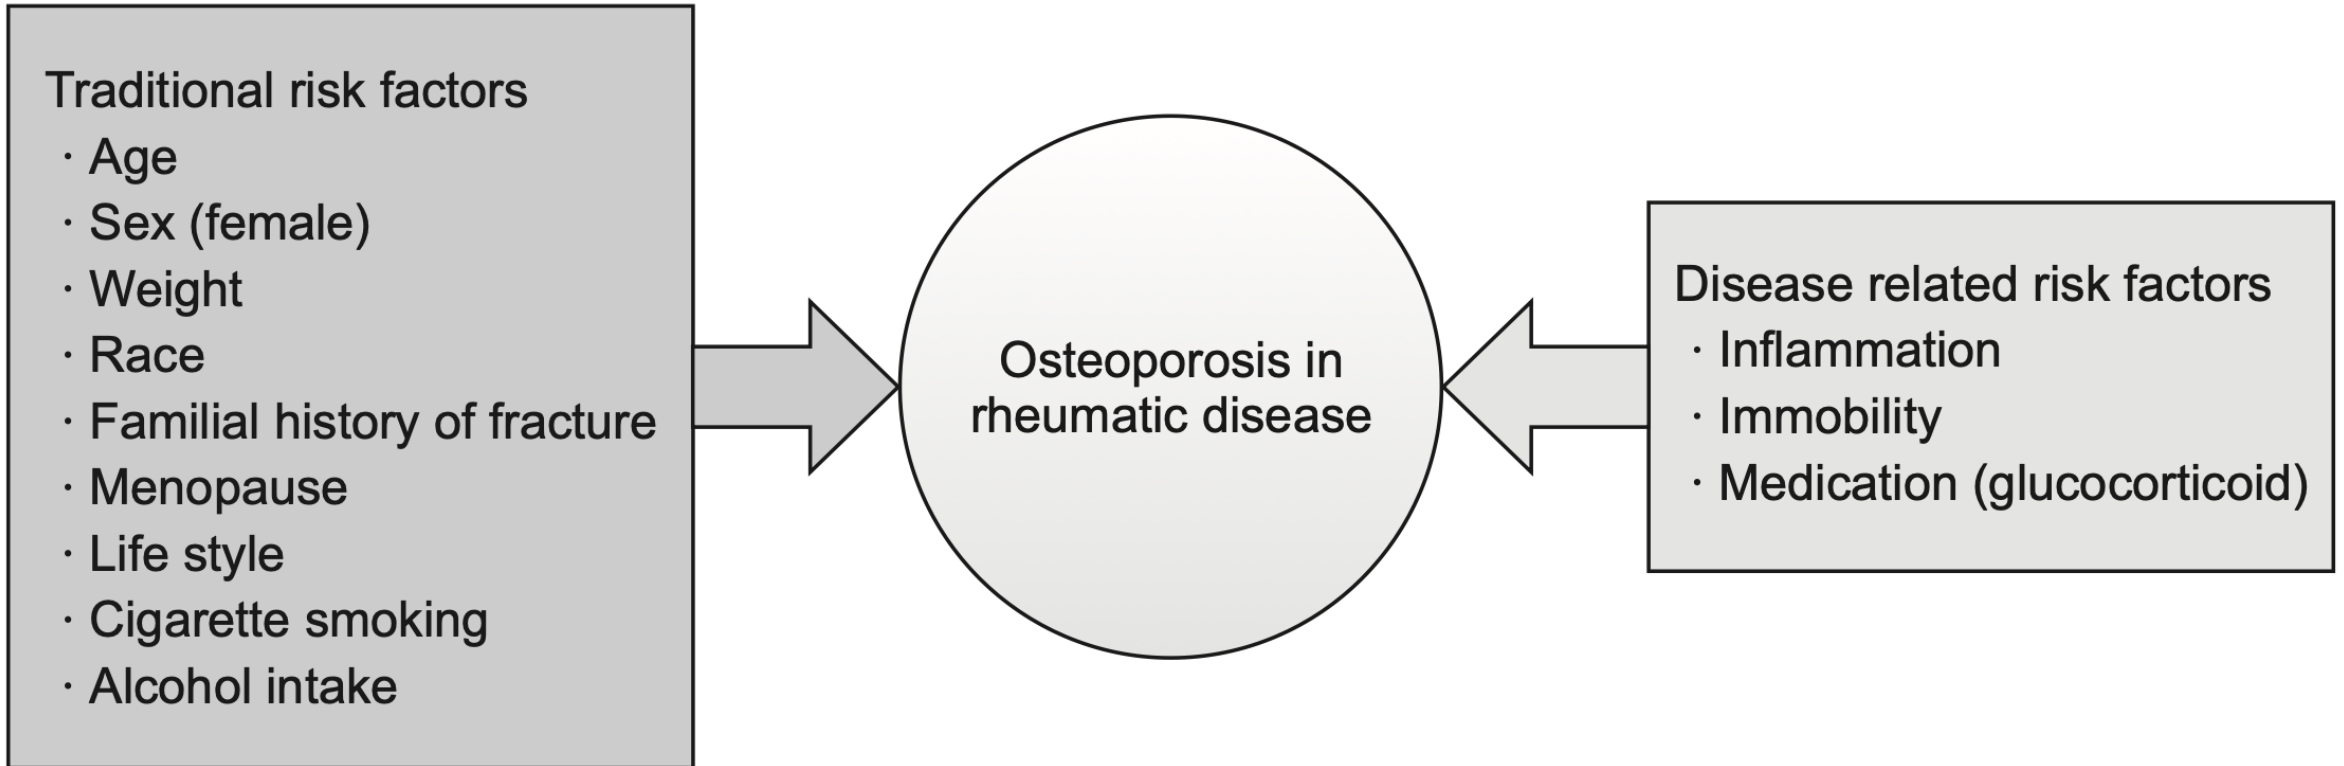 Traditional risk factors
· Age
· Sex (female)
· Weight
· Race
· Familial history of fracture
· Menopause
· Life style
· Cigarette smoking
· Alcohol intake
Osteoporosis in
rheumatic disease
Disease related risk factors
· Inflammation
· Immobility
· Medication (glucocorticoid)